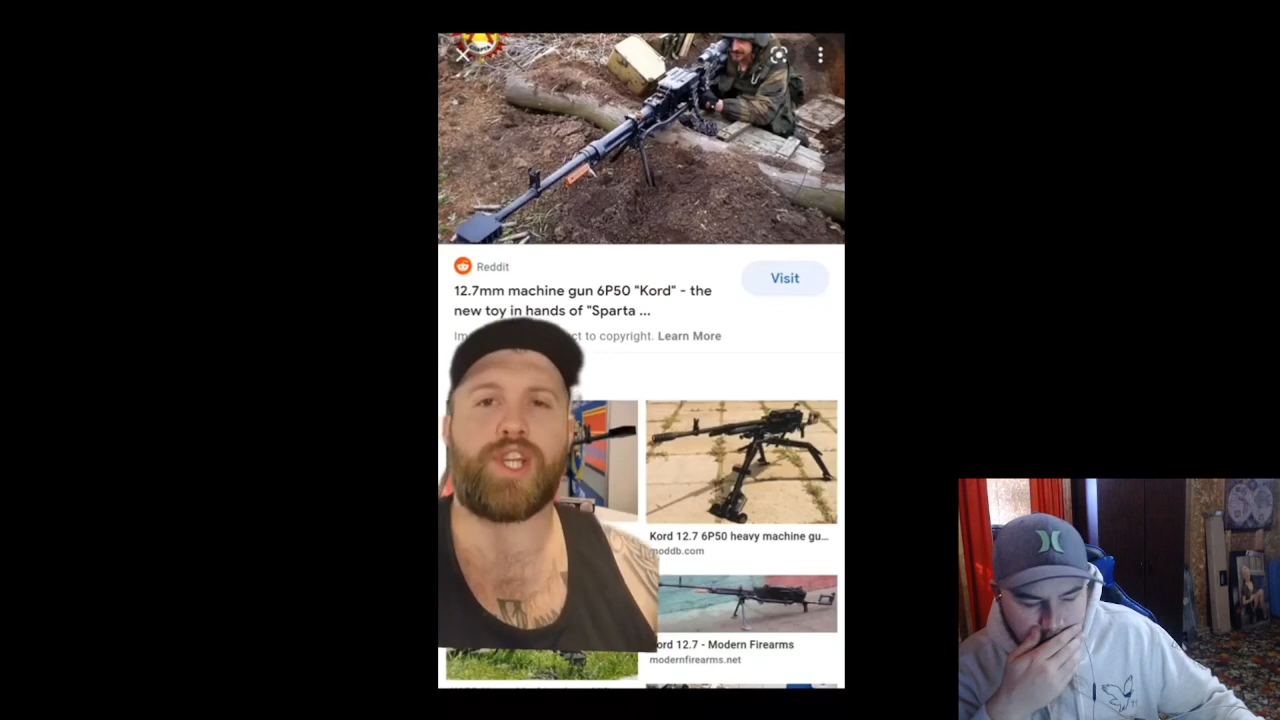 Reddit
Visit
12.7mm machine gun 6P50 "Kord" - the
new toy in hands of "Sparta ...
ct to copyright. Learn More
Kord 12.7 6P50 heavy machine gu...
moddb.com
ord 12.7 - Modern Firearms
modernfirearms.net